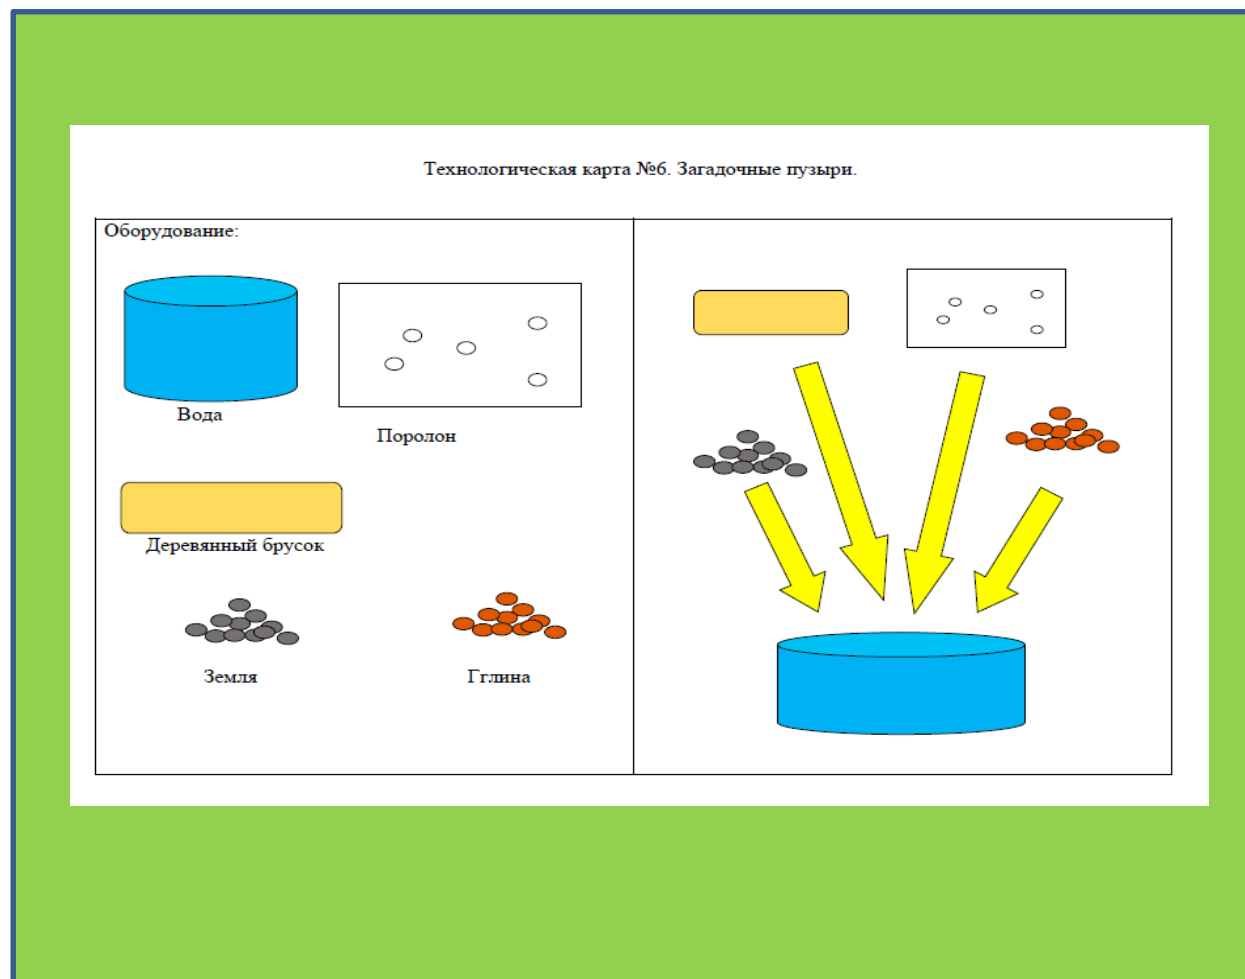 Технологическая карта №6. Загадочные пузыри.
Оборудование:
Вода
Поролон
Деревянный брусок
Земля
Гглина